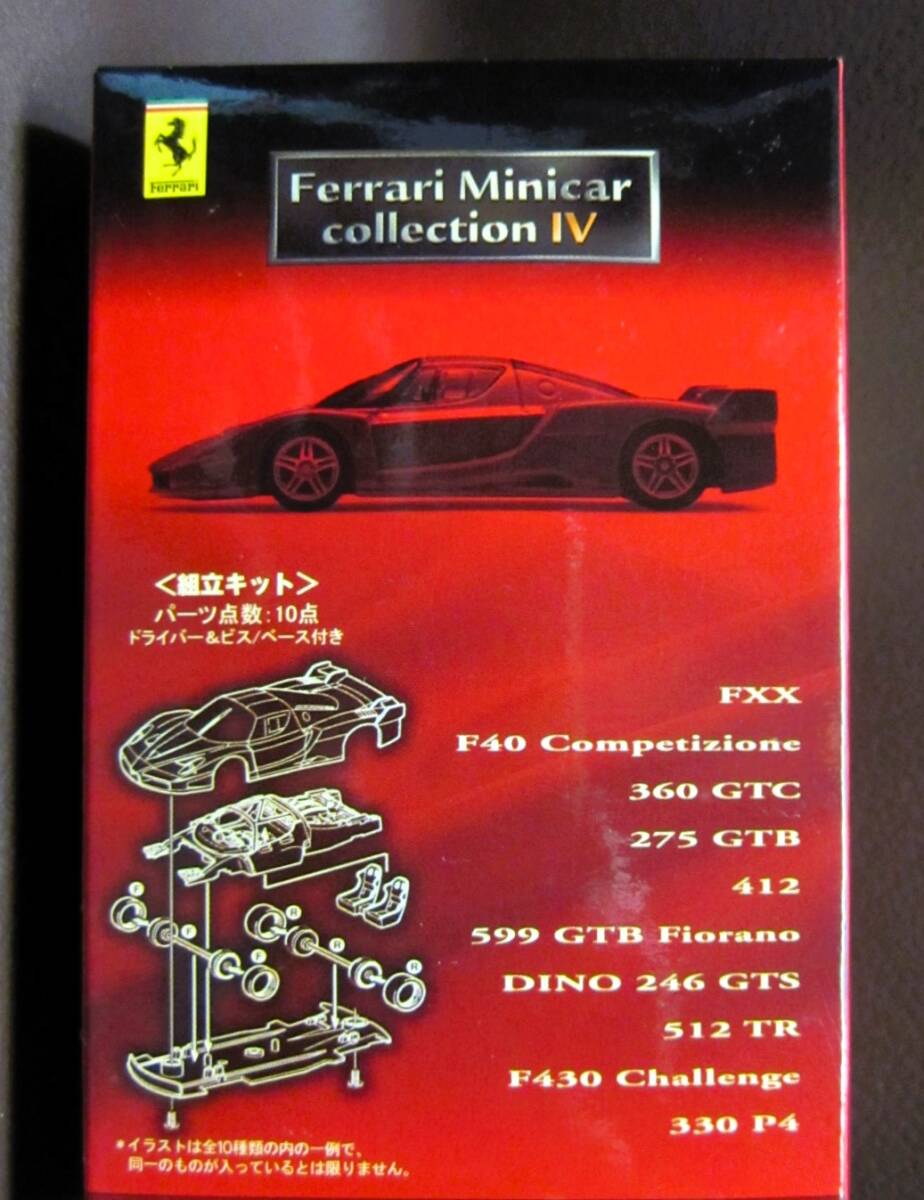 Ferrari
Ferrari Minicar
collection IV
＜組立キット＞
パーツ点数：10点
ドライバー＆ビス/ベース付き
FXX
F40 Competizione
360 GTC
275 GTB
412
599 GTB Fiorano
DINO 246 GTS
512 TR
F430 Challenge
330 P4
F
F
F
R
R
R
＊イラストは全10種類の内の一例で、
同一のものが入っているとは限りません。